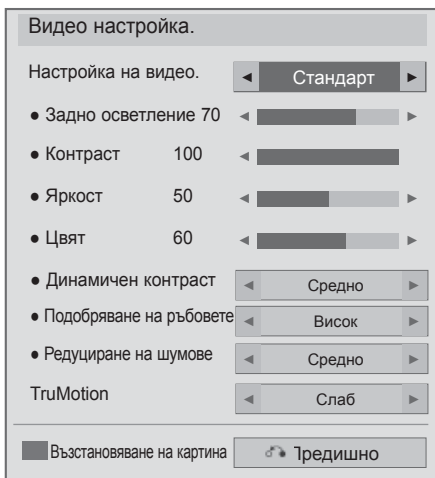 Видео настройка.
Настройка на видео. ◄ Стандарт ►
● Задно осветление 70 ◄ ►
● Контраст 100 ◄
● Яркост 50 ◄ ►
● Цвят 60 ◄ ►
● Динамичен контраст ◄ Средно ►
● Подобряване на ръбовете ◄ Висок ►
● Редуциране на шумове ◄ Средно ►
TruMotion ◄ Слаб ►
Възстановяване на картина Предишно